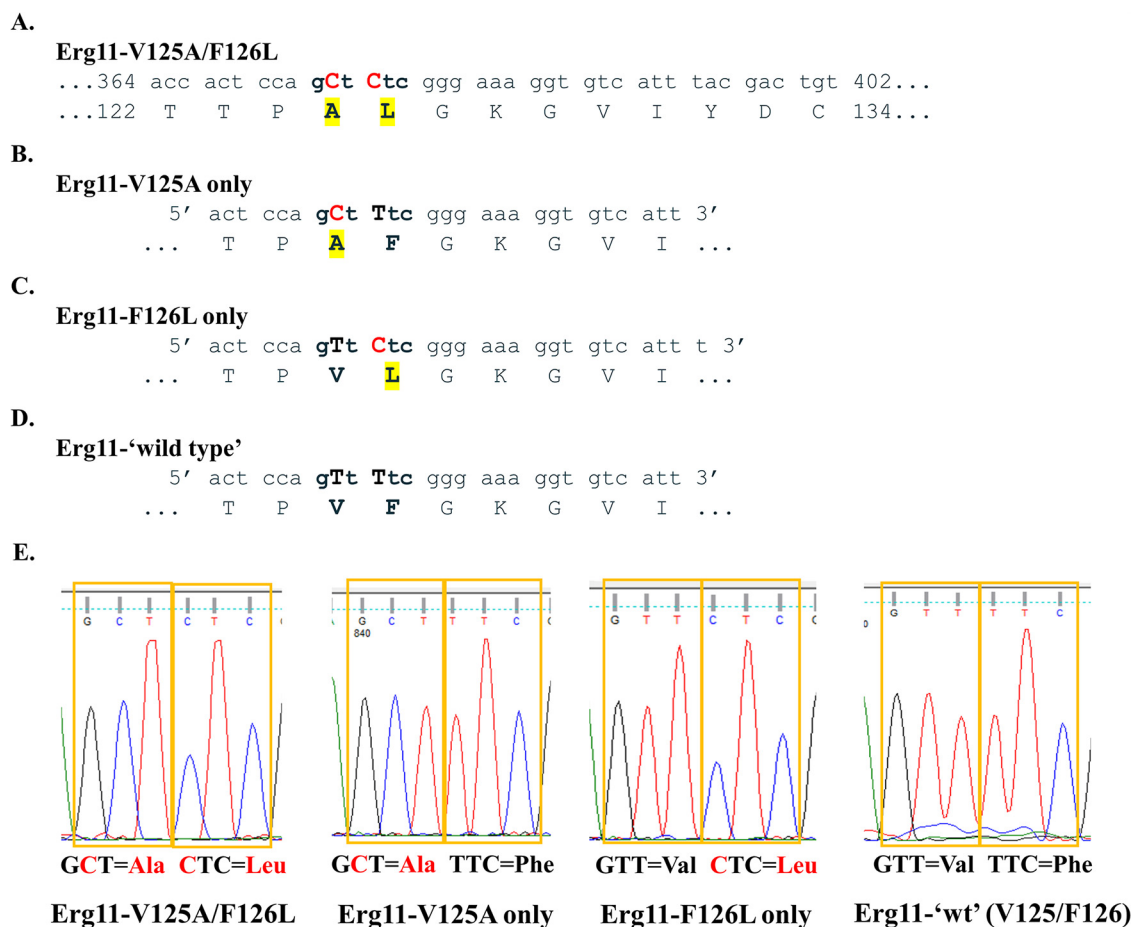 A.
Erg11-V125A/F126L
...364 acc act cca gCt Ctc ggg aaa ggt gtc att tac gac tgt 402...
...122 T T P A L G K G V I Y D C 134...
B.
Erg11-V125A only
5’ act cca gCt Ttc ggg aaa ggt gtc att 3’
... T P A F G K G V I ...
C.
Erg11-F126L only
5’ act cca gTt Ctc ggg aaa ggt gtc att t 3’
... T P V L G K G V I ...
D.
Erg11-‘wild type’
5’ act cca gTt Ttc ggg aaa ggt gtc att 3’
... T P V F G K G V I ...
E.
G C T C T C
G C T T T C
840
G T T C T C
G T T T T C
GCT=Ala CTC=Leu
GCT=Ala TTC=Phe
GTT=Val CTC=Leu
GTT=Val TTC=Phe
Erg11-V125A/F126L
Erg11-V125A only
Erg11-F126L only
Erg11-‘wt’ (V125/F126)